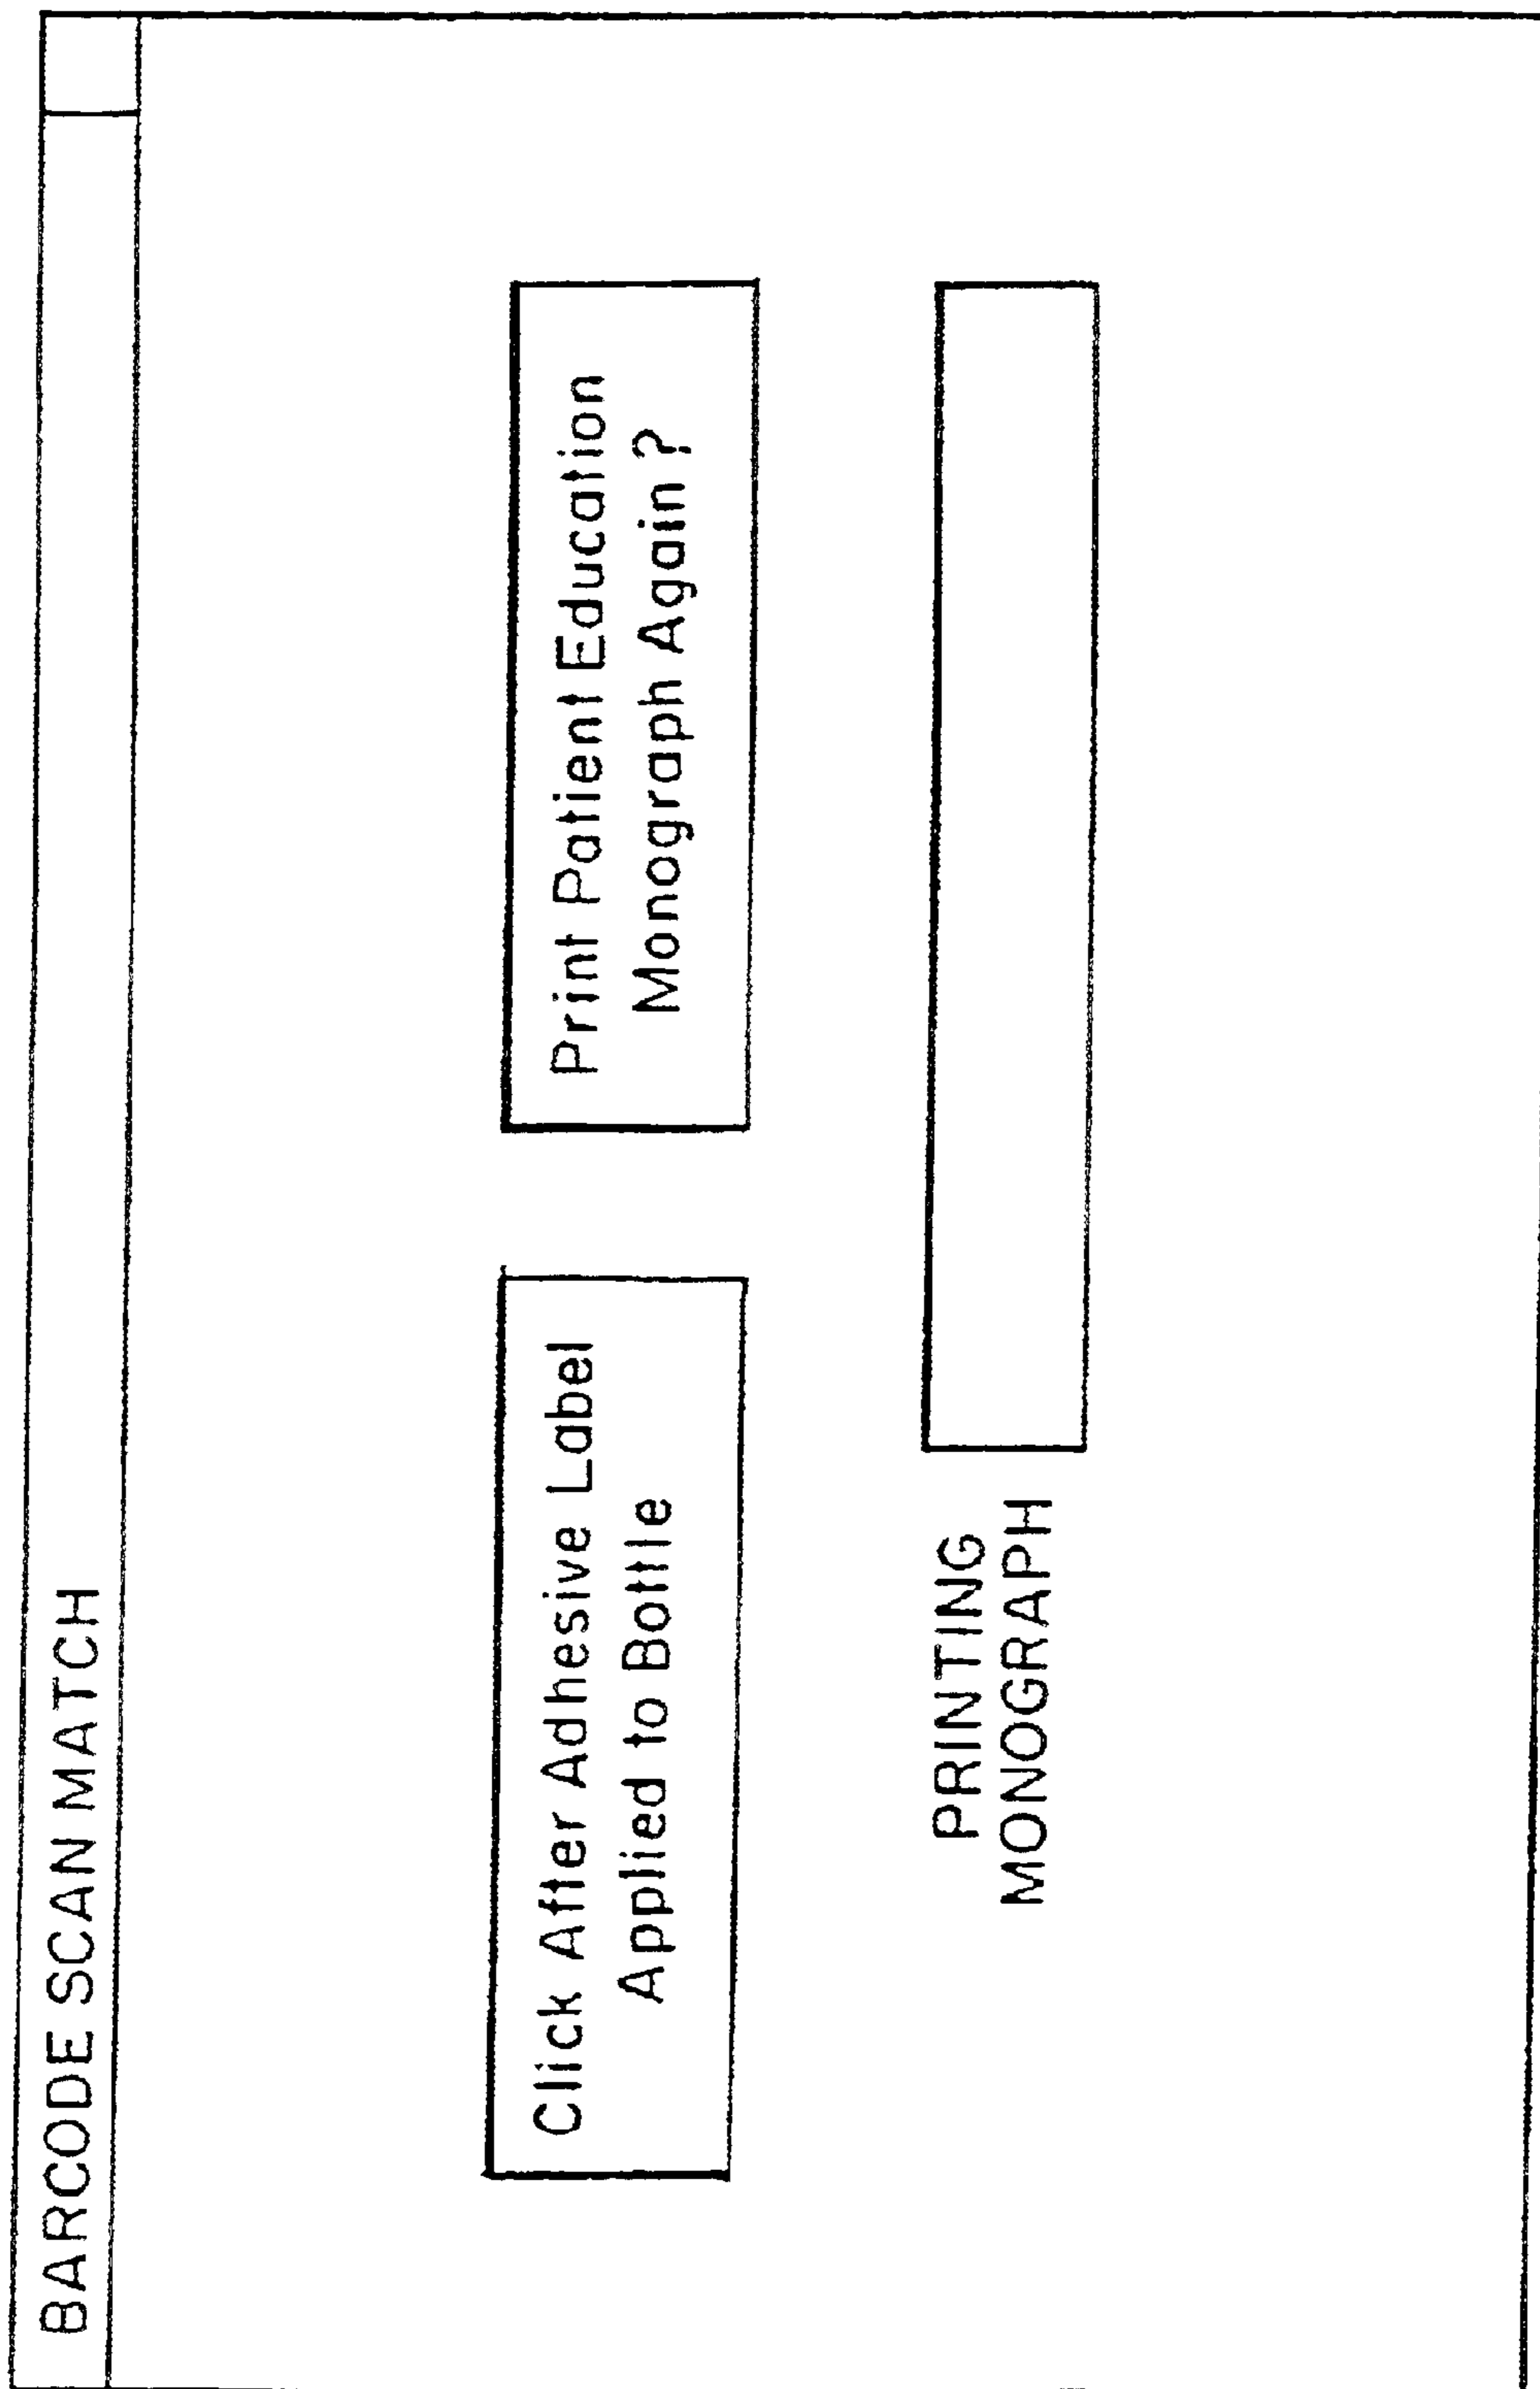 BARCODE SCAN MATCH
Click After Adhesive Label
Applied to Bottle
Print Patient Education
Monograph Again ?
PRINTING
MONOGRAPH